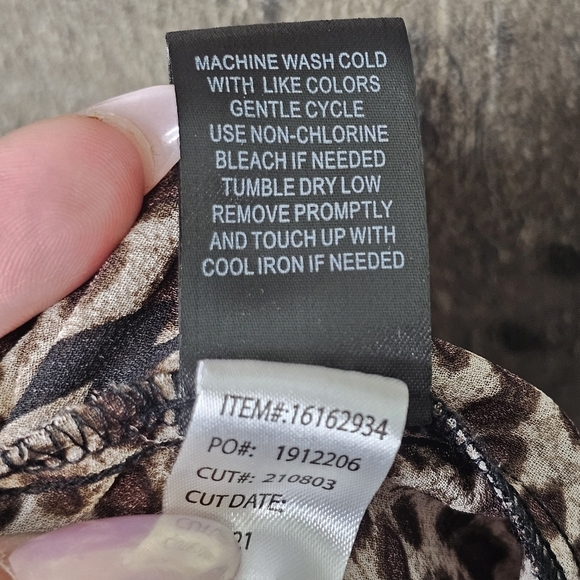 MACHINE WASH COLD
WITH LIKE COLORS
GENTLE CYCLE
USE NON-CHLORINE
BLEACH IF NEEDED
TUMBLE DRY LOW
REMOVE PROMPTLY
AND TOUCH UP WITH
COOL IRON IF NEEDED
ITEM#:16162934
PO#: 1912206
CUT#: 210803
CUT DATE: